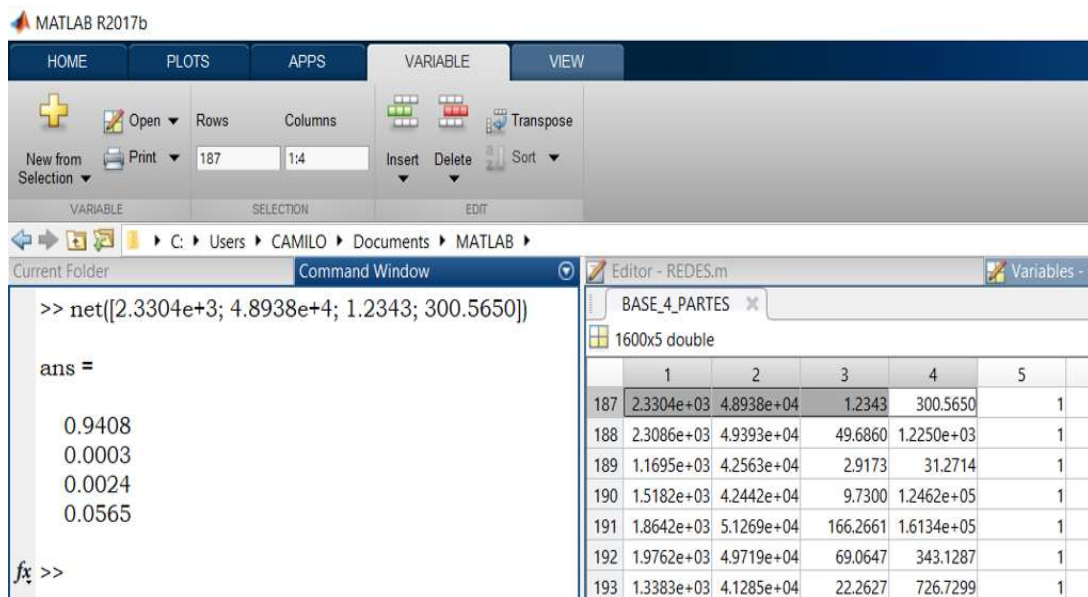 MATLAB R2017b
HOME PLOTS APPS VARIABLE VIEW
New from Selection
Open
Print
Rows Columns
187 1:4
Insert Delete
Transpose
Sort
VARIABLE SELECTION EDIT
C: Users CAMILO Documents MATLAB
Current Folder
Command Window
>> net([2.3304e+3; 4.8938e+4; 1.2343; 300.5650])
ans =
0.9408
0.0003
0.0024
0.0565
fx >>
Editor - REDES.m
Variables -
BASE_4_PARTES
1600x5 double
1 2 3 4 5
187 2.3304e+03 4.8938e+04 1.2343 300.5650 1
188 2.3086e+03 4.9393e+04 49.6860 1.2250e+03 1
189 1.1695e+03 4.2563e+04 2.9173 31.2714 1
190 1.5182e+03 4.2442e+04 9.7300 1.2462e+05 1
191 1.8642e+03 5.1269e+04 166.2661 1.6134e+05 1
192 1.9762e+03 4.9719e+04 69.0647 343.1287 1
193 1.3383e+03 4.1285e+04 22.2627 726.7299 1